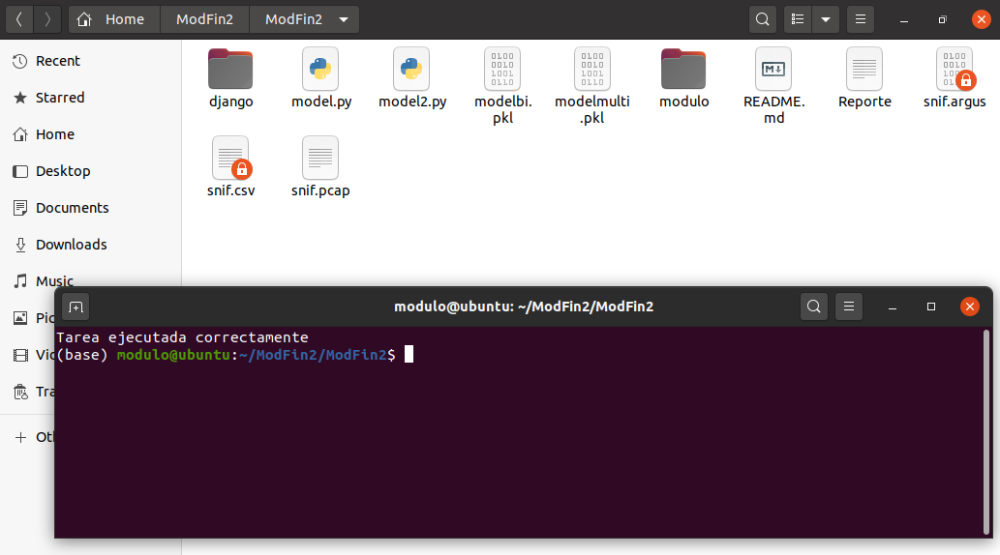 Home
ModFin2
ModFin2
Recent
Starred
Home
Desktop
Documents
Downloads
Music
Pic
Vid
Tra
Oth
django
model.py
model2.py
modelbi.
pkl
modelmulti
.pkl
modulo
README.
md
Reporte
snif.argus
snif.csv
snif.pcap
modulo@ubuntu: ~/ModFin2/ModFin2
Tarea ejecutada correctamente
(base) modulo@ubuntu:~/ModFin2/ModFin2$